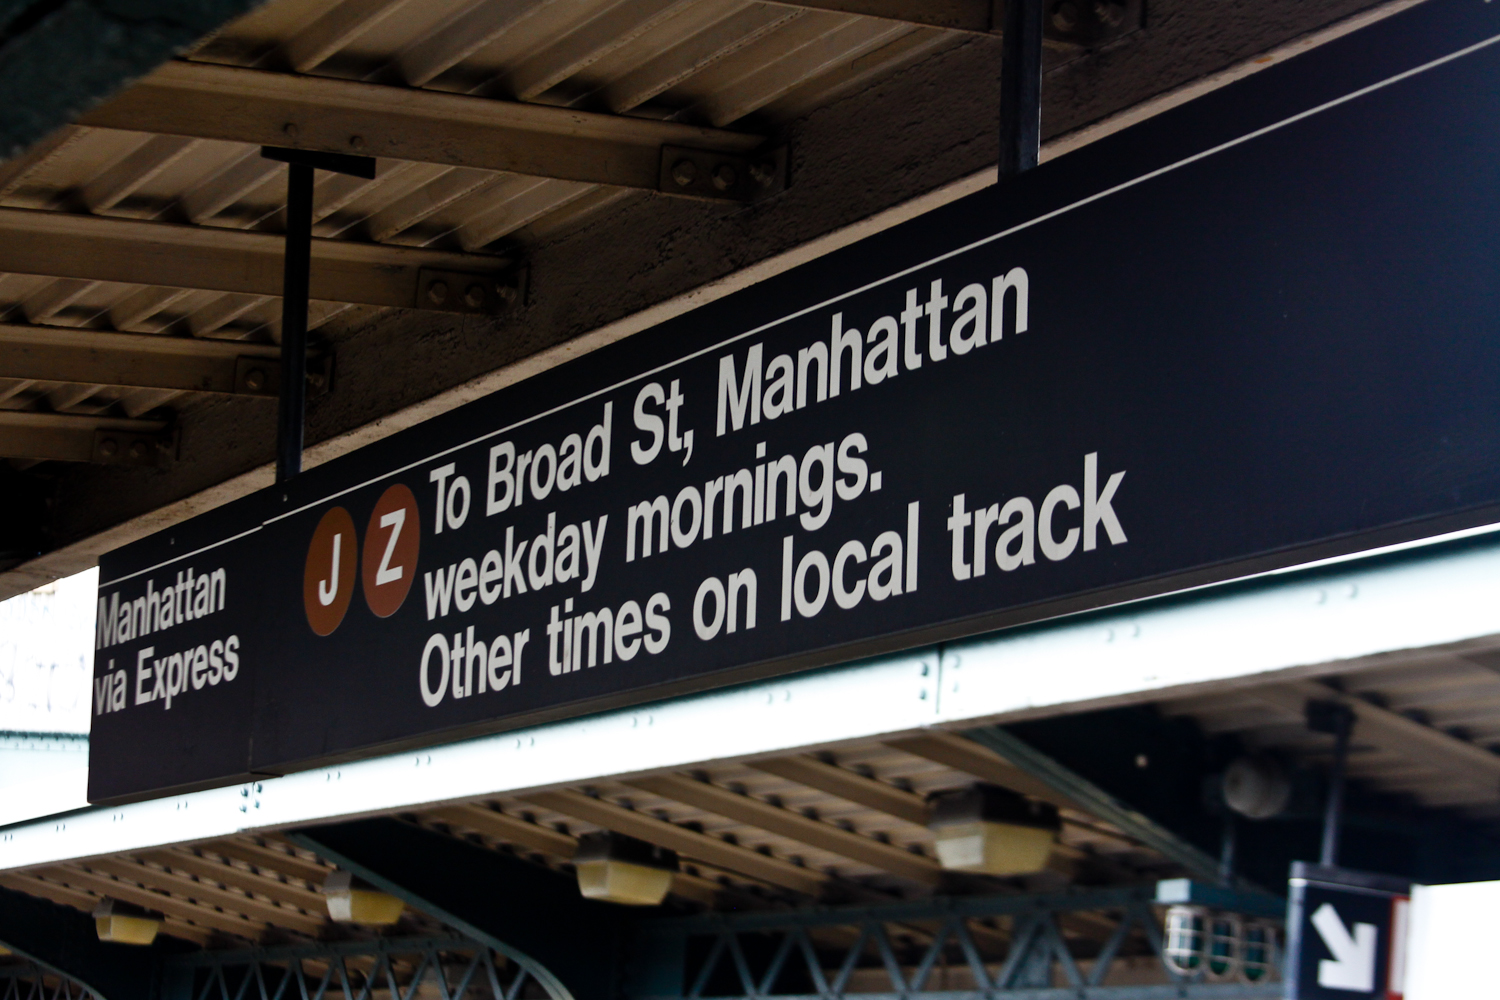 Manhattan
via Express
J Z To Broad St, Manhattan
weekday mornings.
Other times on local track